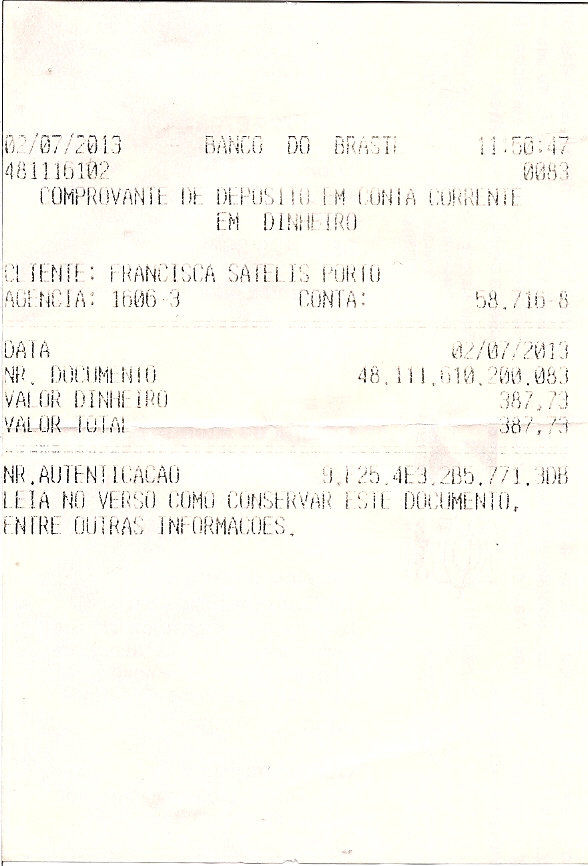 02/07/2013 - BANCO DO BRASIL 11:50:47
481116102 0083
COMPROVANTE DE DEPOSITO EM CONTA CORRENTE
EM DINHEIRO
CLIENTE: FRANCISCA SATELIS PORTO
AGENCIA: 1606-3 CONTA: 58.716-8
DATA 02/07/2013
NR. DOCUMENTO 48.111.610.200.083
VALOR DINHEIRO 387,73
VALOR TOTAL 387,73
NR.AUTENTICACAO 9.F25.4E3.2B5.771.3DB
LEIA NO VERSO COMO CONSERVAR ESTE DOCUMENTO,
ENTRE OUTRAS INFORMACOES.